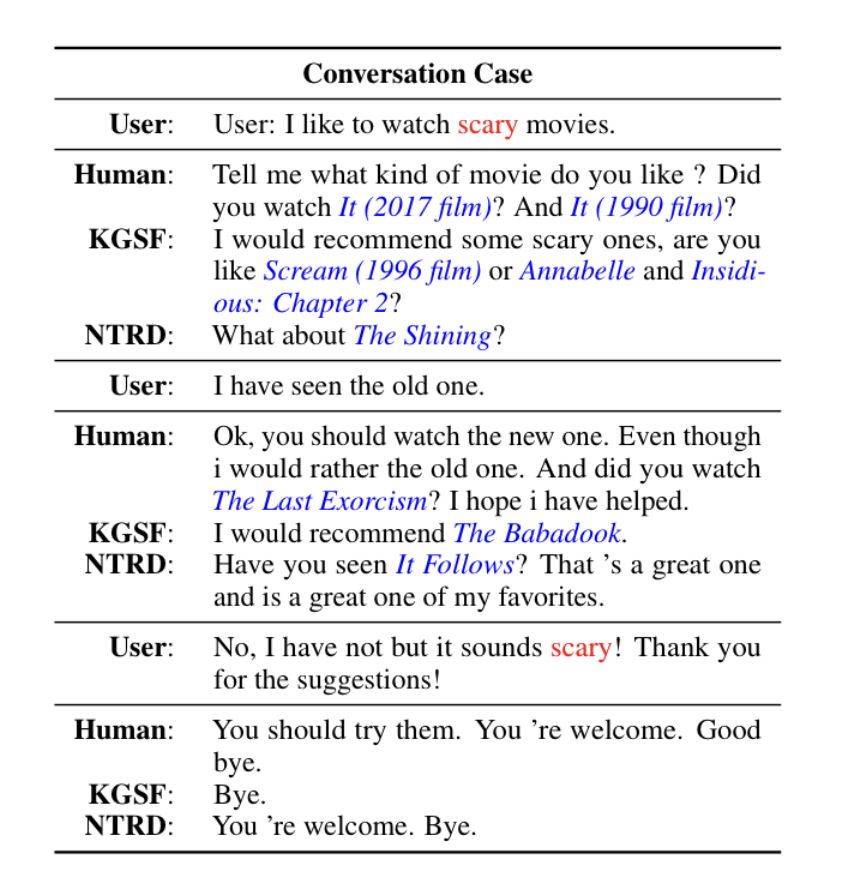 Conversation Case
User: User: I like to watch scary movies.
Human: Tell me what kind of movie do you like ? Did
you watch It (2017 film)? And It (1990 film)?
KGSF: I would recommend some scary ones, are you
like Scream (1996 film) or Annabelle and Insidi-
ous: Chapter 2?
NTRD: What about The Shining?
User: I have seen the old one.
Human: Ok, you should watch the new one. Even though
i would rather the old one. And did you watch
The Last Exorcism? I hope i have helped.
KGSF: I would recommend The Babadook.
NTRD: Have you seen It Follows? That 's a great one
and is a great one of my favorites.
User: No, I have not but it sounds scary! Thank you
for the suggestions!
Human: You should try them. You 're welcome. Good
bye.
KGSF: Bye.
NTRD: You 're welcome. Bye.